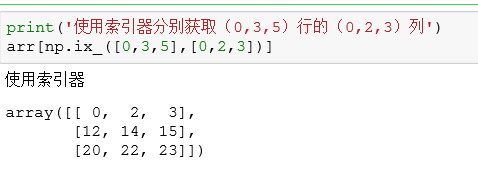 print('使用索引器分别获取（0,3,5）行的（0,2,3）列')
arr[np.ix_([0,3,5],[0,2,3])]
使用索引器
array([[ 0,  2,  3],
       [12, 14, 15],
       [20, 22, 23]])